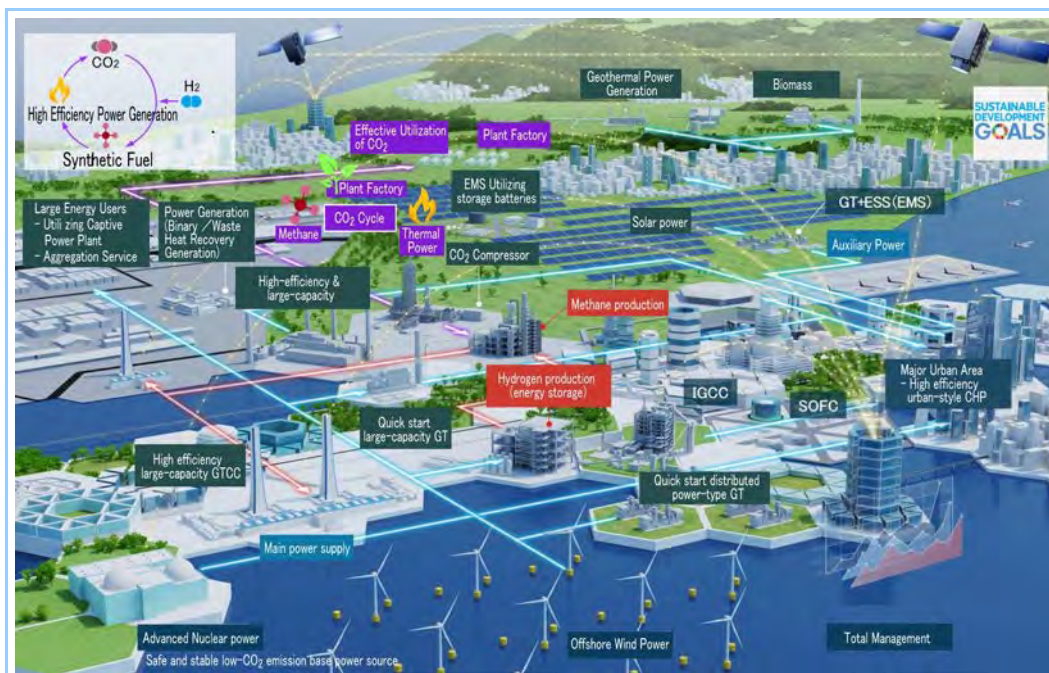 CO2
H2
High Efficiency Power Generation
Synthetic Fuel
Geothermal Power
Generation
Biomass
SUSTAINABLE
DEVELOPMENT
GOALS
Effective Utilization
of CO2
Plant Factory
Plant Factory
CO2 Cycle
Methane
Thermal
Power
EMS Utilizing
storage batteries
Solar power
GT+ESS(EMS)
Auxiliary Power
Large Energy Users
- Utili zing Captive
Power Plant
- Aggregation Service
Power Generation
(Binary /Waste
Heat Recovery
Generation)
CO2 Compressor
High-efficiency &
large-capacity
Methane production
Hydrogen production
(energy storage)
IGCC
SOFC
Major Urban Area
- High efficiency
urban-style CHP
Quick start
large-capacity GT
High efficiency
large-capacity GTCC
Quick start distributed
power-type GT
Main power supply
Advanced Nuclear power
Safe and stable low-CO2 emission base power source
Offshore Wind Power
Total Management